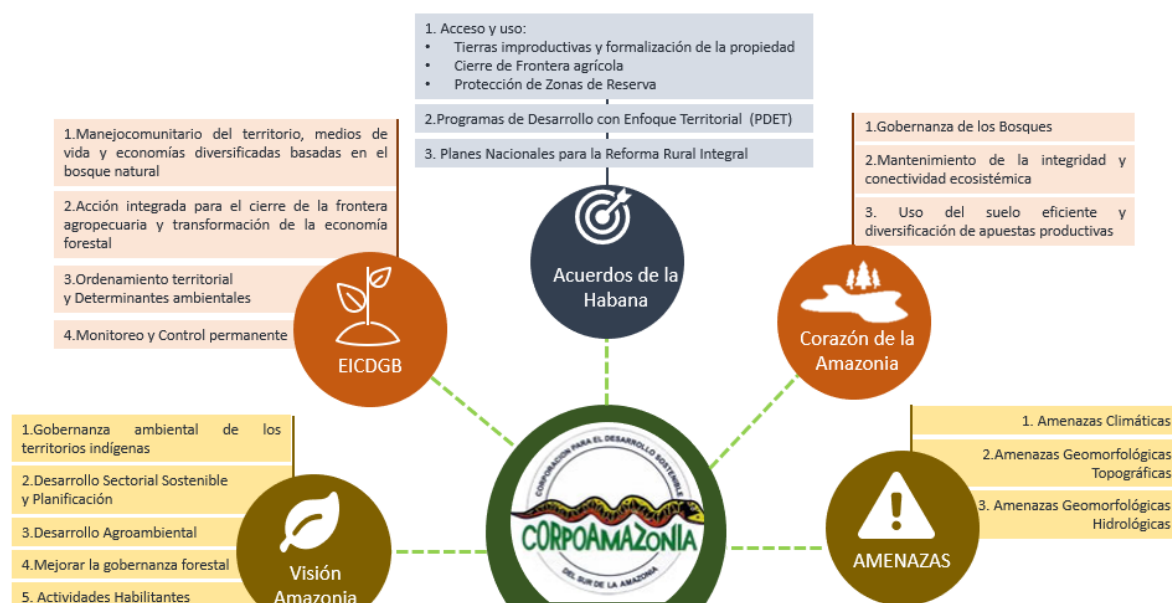 1. Acceso y uso:
• Tierras improductivas y formalización de la propiedad
• Cierre de Frontera agrícola
• Protección de Zonas de Reserva
2.Programas de Desarrollo con Enfoque Territorial (PDET)
3. Planes Nacionales para la Reforma Rural Integral
Acuerdos de la
Habana
1.Manejocomunitario del territorio, medios de
vida y economías diversificadas basadas en el
bosque natural
2.Acción integrada para el cierre de la frontera
agropecuaria y transformación de la economía
forestal
3.Ordenamiento territorial
y Determinantes ambientales
4.Monitoreo y Control permanente
EICDGB
1.Gobernanza de los Bosques
2.Mantenimiento de la integridad y
conectividad ecosistémica
3. Uso del suelo eficiente y
diversificación de apuestas productivas
Corazón de la
Amazonia
1.Gobernanza ambiental de los
territorios indígenas
2.Desarrollo Sectorial Sostenible
y Planificación
3.Desarrollo Agroambiental
4.Mejorar la gobernanza forestal
5. Actividades Habilitantes
Visión
Amazonia
CORPORACION PARA EL DESARROLLO SOSTENIBLE
CORPOAMAZONIA
DEL SUR DE LA AMAZONIA
1. Amenazas Climáticas
2.Amenazas Geomorfológicas
Topográficas
3. Amenazas Geomorfológicas
Hidrológicas
AMENAZAS